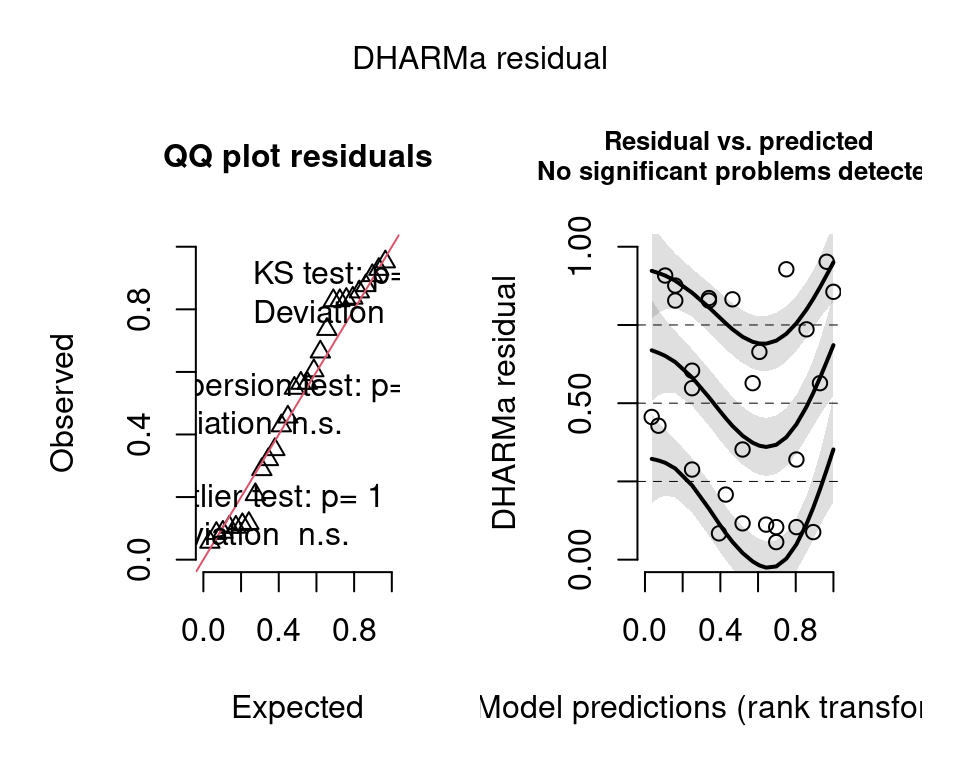 DHARMa residual
QQ plot residuals
Observed
0.0 0.4 0.8
KS test: p=
Deviation
persion test: p=
iation n.s.
tlier test: p= 1
viation n.s.
0.0 0.4 0.8
Expected
Residual vs. predicted
No significant problems detecte
DHARMa residual
0.00 0.50 1.00
0.0 0.4 0.8
Model predictions (rank transfor